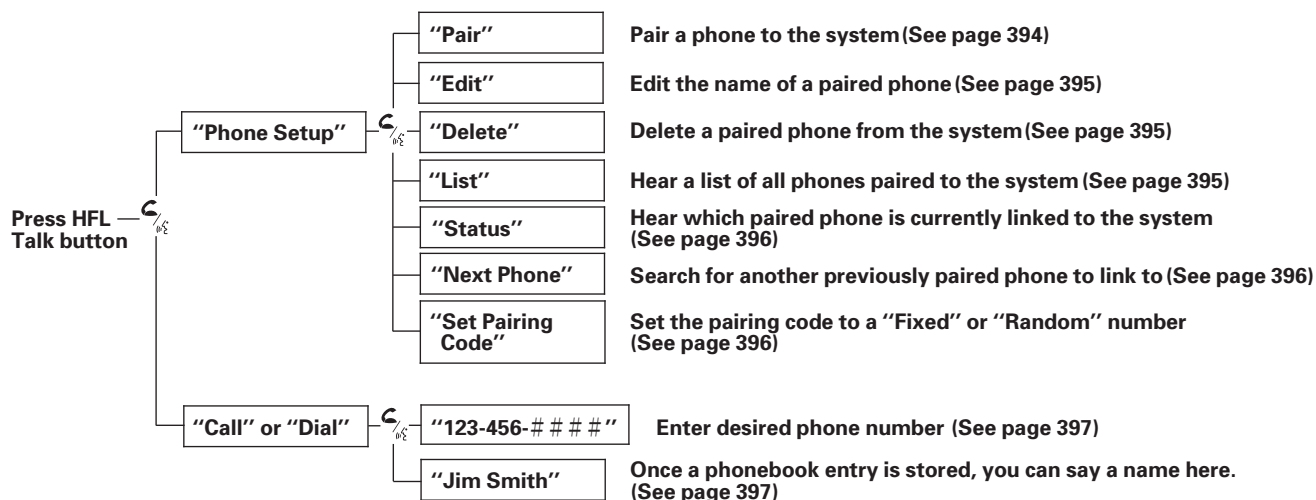 “Pair” Pair a phone to the system (See page 394)
“Edit” Edit the name of a paired phone (See page 395)
“Phone Setup” “Delete” Delete a paired phone from the system (See page 395)
“List” Hear a list of all phones paired to the system (See page 395)
Press HFL
Talk button
“Status” Hear which paired phone is currently linked to the system
(See page 396)
“Next Phone” Search for another previously paired phone to link to (See page 396)
“Set Pairing
Code”
Set the pairing code to a “Fixed” or “Random” number
(See page 396)
“Call” or “Dial” “123-456-####” Enter desired phone number (See page 397)
“Jim Smith” Once a phonebook entry is stored, you can say a name here.
(See page 397)